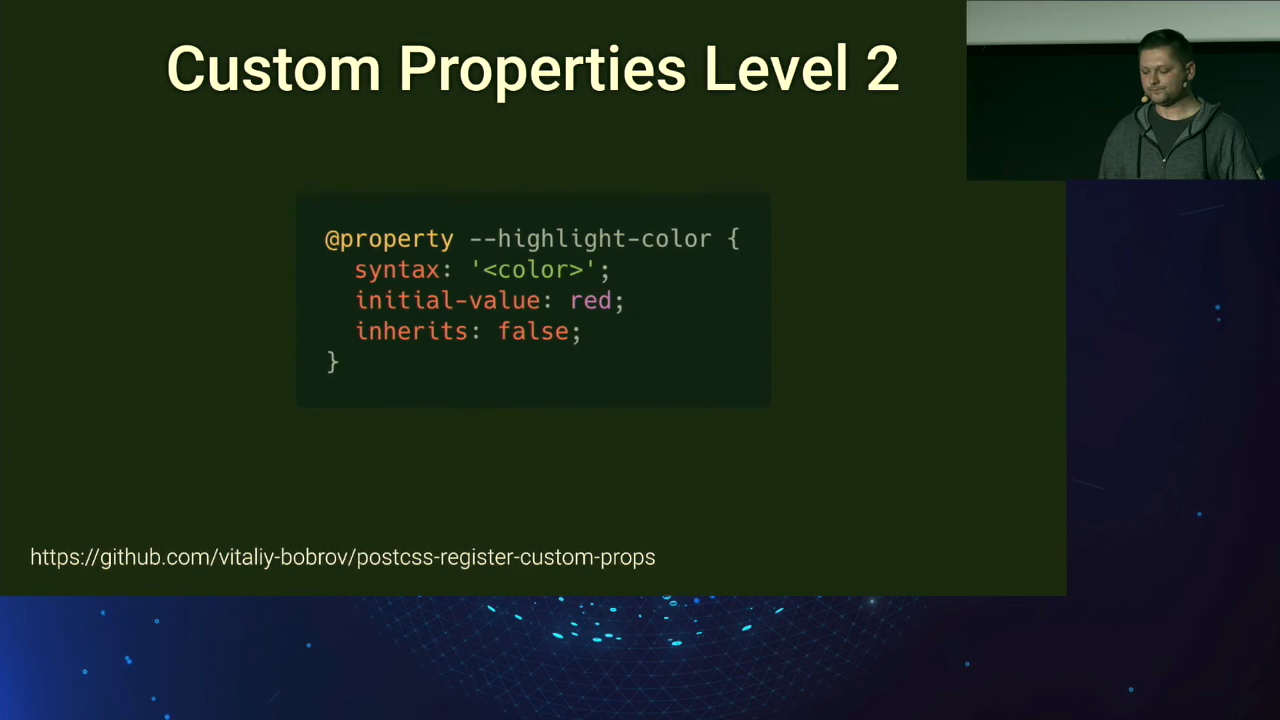 Custom Properties Level 2
@property --highlight-color {
syntax: '<color>';
initial-value: red;
inherits: false;
}
https://github.com/vitaliy-bobrov/postcss-register-custom-props